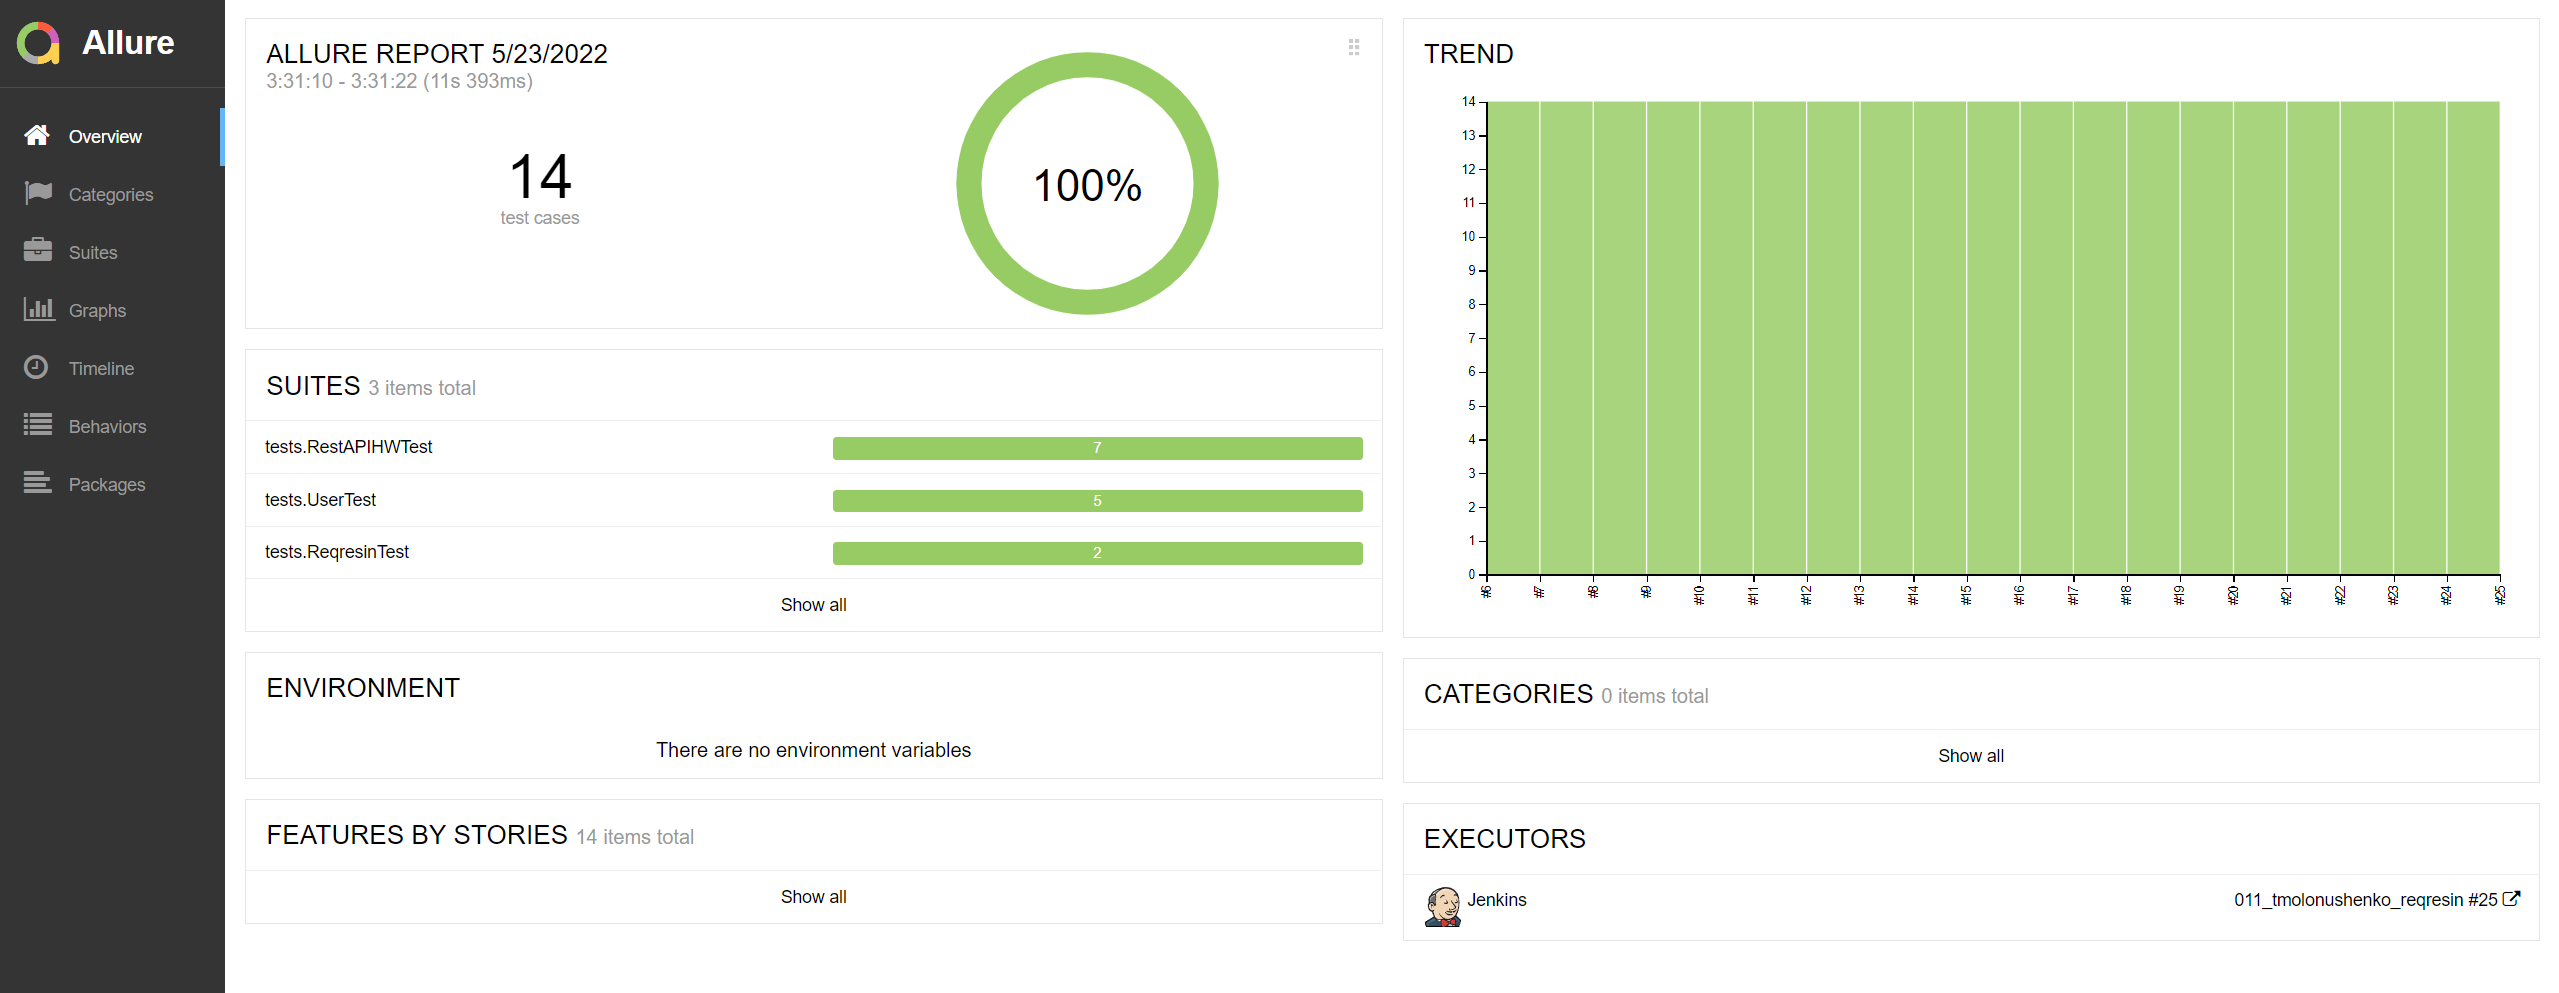 Allure
Overview
Categories
Suites
Graphs
Timeline
Behaviors
Packages
ALLURE REPORT 5/23/2022
3:31:10 - 3:31:22 (11s 393ms)
14
test cases
100%
SUITES 3 items total
tests.RestAPIHWTest 7
tests.UserTest 5
tests.ReqresinTest 2
Show all
ENVIRONMENT
There are no environment variables
FEATURES BY STORIES 14 items total
Show all
TREND
14
13
12
11
10
9
8
7
6
5
4
3
2
1
0
#6 #7 #8 #9 #10 #11 #12 #13 #14 #15 #16 #17 #18 #19 #20 #21 #22 #23 #24 #25
CATEGORIES 0 items total
Show all
EXECUTORS
Jenkins 011_tmolonushenko_reqresin #25